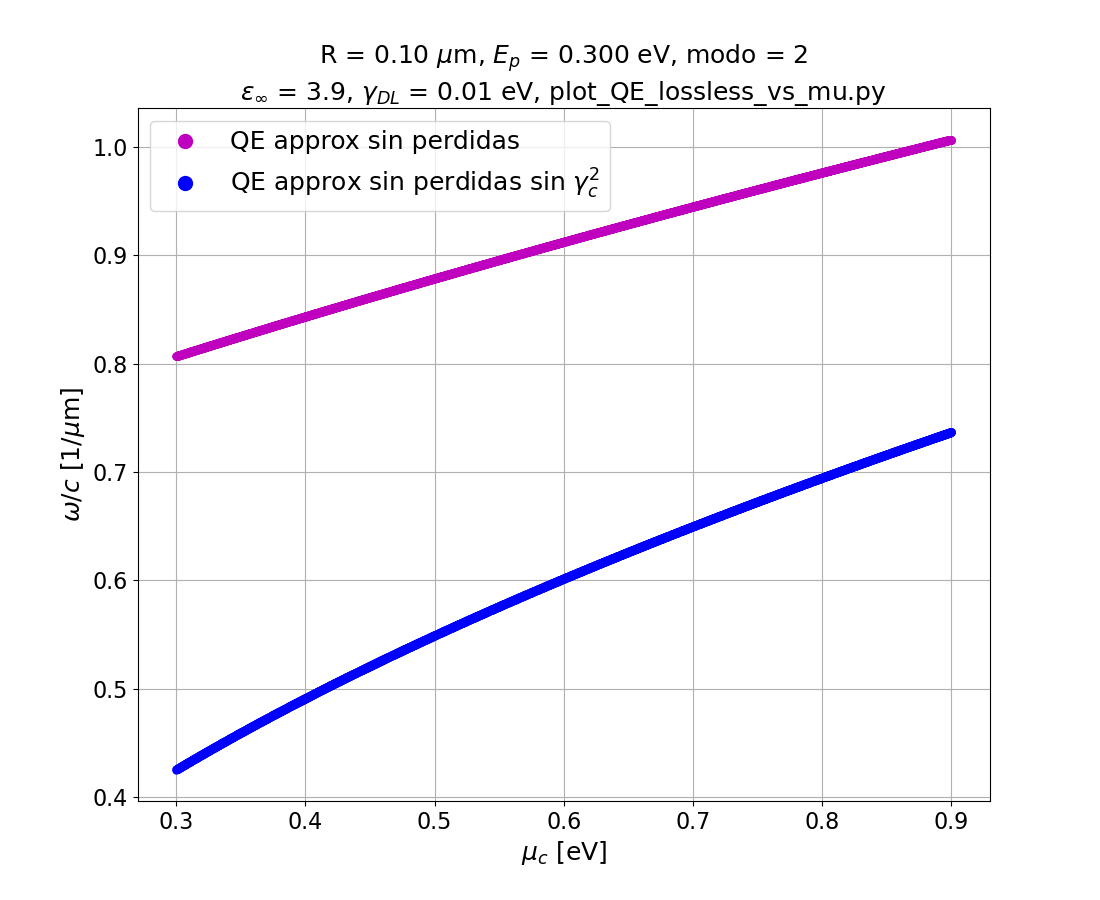 R = 0.10 μm, E_p = 0.300 eV, modo = 2
ε_∞ = 3.9, γ_DL = 0.01 eV, plot_QE_lossless_vs_mu.py
QE approx sin perdidas
QE approx sin perdidas sin γ_c^2
1.0
0.9
0.8
0.7
0.6
0.5
0.4
ω/c [1/μm]
0.3 0.4 0.5 0.6 0.7 0.8 0.9
μ_c [eV]